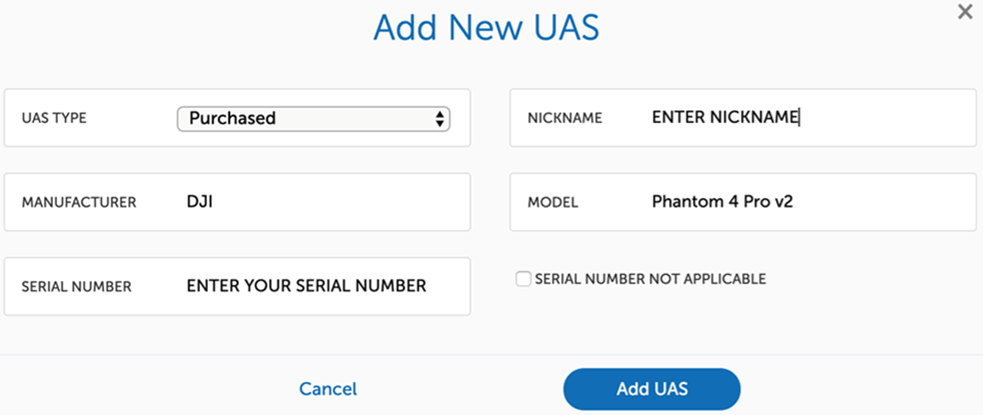 Add New UAS
UAS TYPE Purchased
NICKNAME ENTER NICKNAME
MANUFACTURER DJI
MODEL Phantom 4 Pro v2
SERIAL NUMBER ENTER YOUR SERIAL NUMBER
SERIAL NUMBER NOT APPLICABLE
Cancel
Add UAS